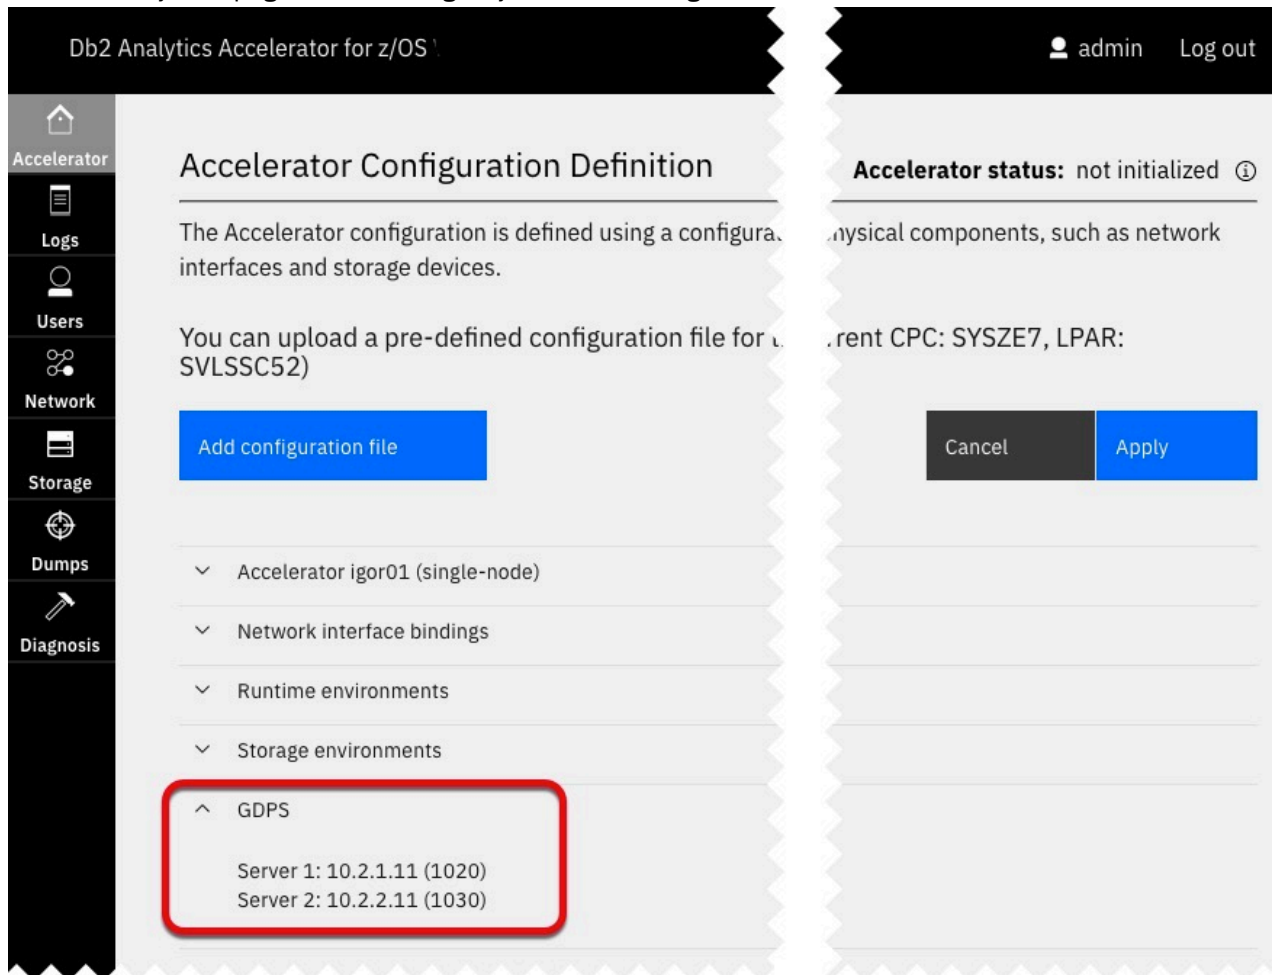 Db2 Analytics Accelerator for z/OS
admin Log out
Accelerator
Logs
Users
Network
Storage
Dumps
Diagnosis
Accelerator Configuration Definition
Accelerator status: not initialized
The Accelerator configuration is defined using a physical components, such as network
interfaces and storage devices.
You can upload a pre-defined configuration file for CPC: SYSZE7, LPAR:
SVLSSC52)
Add configuration file
Cancel
Apply
Accelerator igor01 (single-node)
Network interface bindings
Runtime environments
Storage environments
GDPS
Server 1: 10.2.1.11 (1020)
Server 2: 10.2.2.11 (1030)